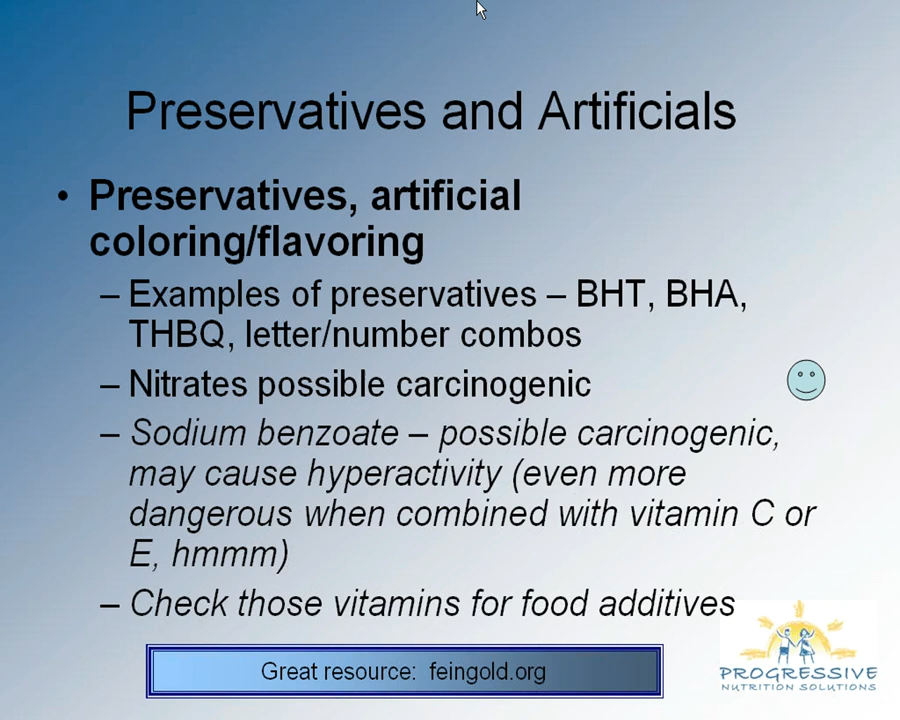 Preservatives and Artificials
• Preservatives, artificial
coloring/flavoring
– Examples of preservatives – BHT, BHA,
THBQ, letter/number combos
– Nitrates possible carcinogenic
– Sodium benzoate – possible carcinogenic,
may cause hyperactivity (even more
dangerous when combined with vitamin C or
E, hmmm)
– Check those vitamins for food additives
Great resource: feingold.org
PROGRESSIVE
NUTRITION SOLUTIONS